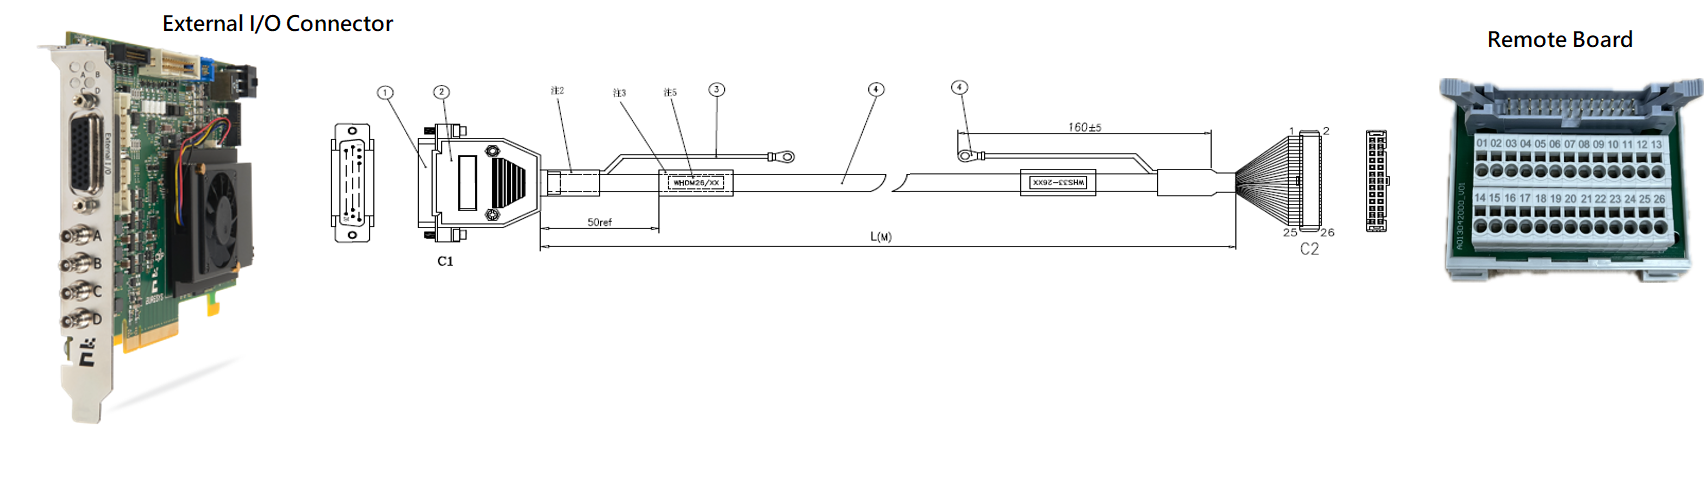 External I/O Connector
Remote Board
A B
C D
External I/O
A
B
C
D
1
2
注2
注3
注5
3
4
4
160±5
1
2
WHDM26/XX
WHS33-26XX
50ref
L(M)
25
26
C1
C2
01 02 03 04 05 06 07 08 09 10 11 12 13
14 15 16 17 18 19 20 21 22 23 24 25 26